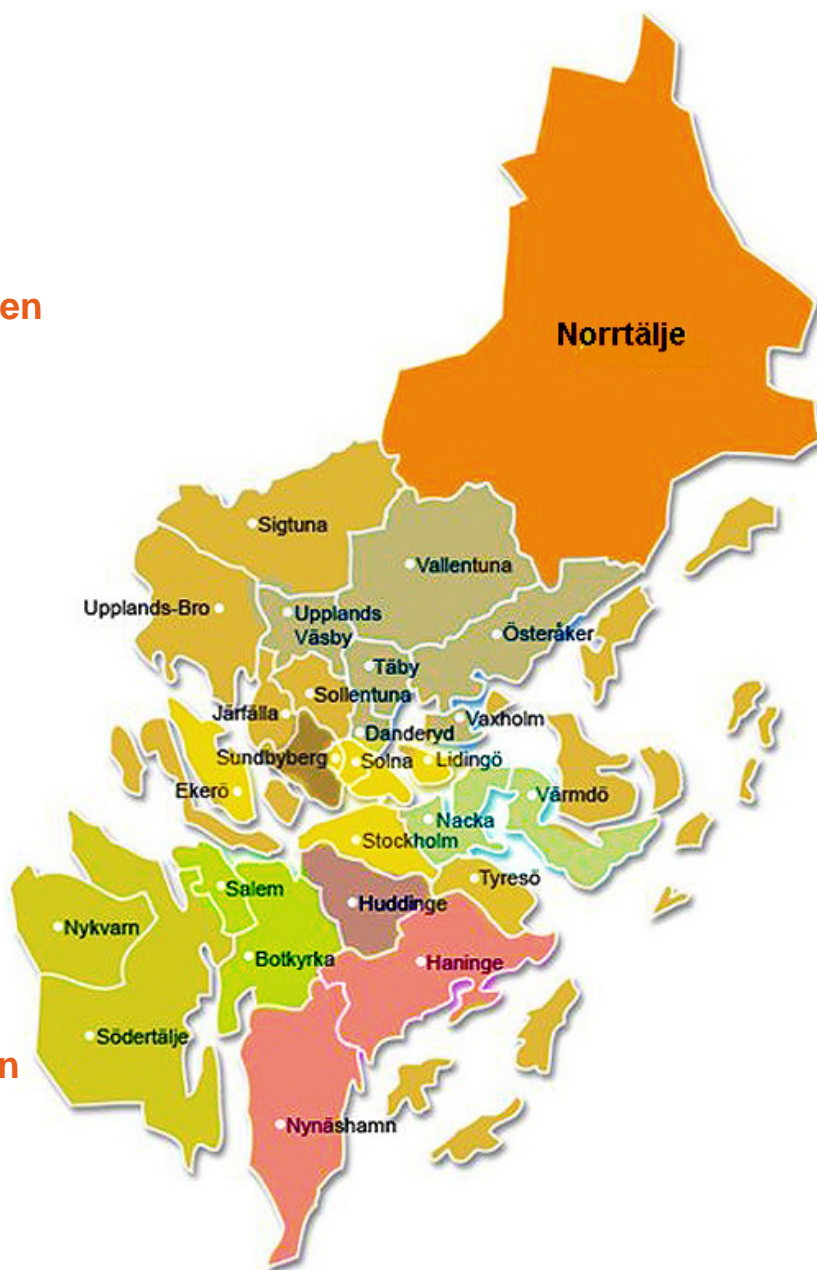 en
Norrtälje
Sigtuna
Vallentuna
Upplands-Bro
Upplands
Väsby
Österåker
Täby
Sollentuna
Järfälla
Vaxholm
Danderyd
Sundbyberg
Solna
Lidingö
Ekerö
Värmdö
Nacka
Stockholm
Tyresö
Salem
Huddinge
Nykvarn
Botkyrka
Haninge
Södertälje
n
Nynäshamn